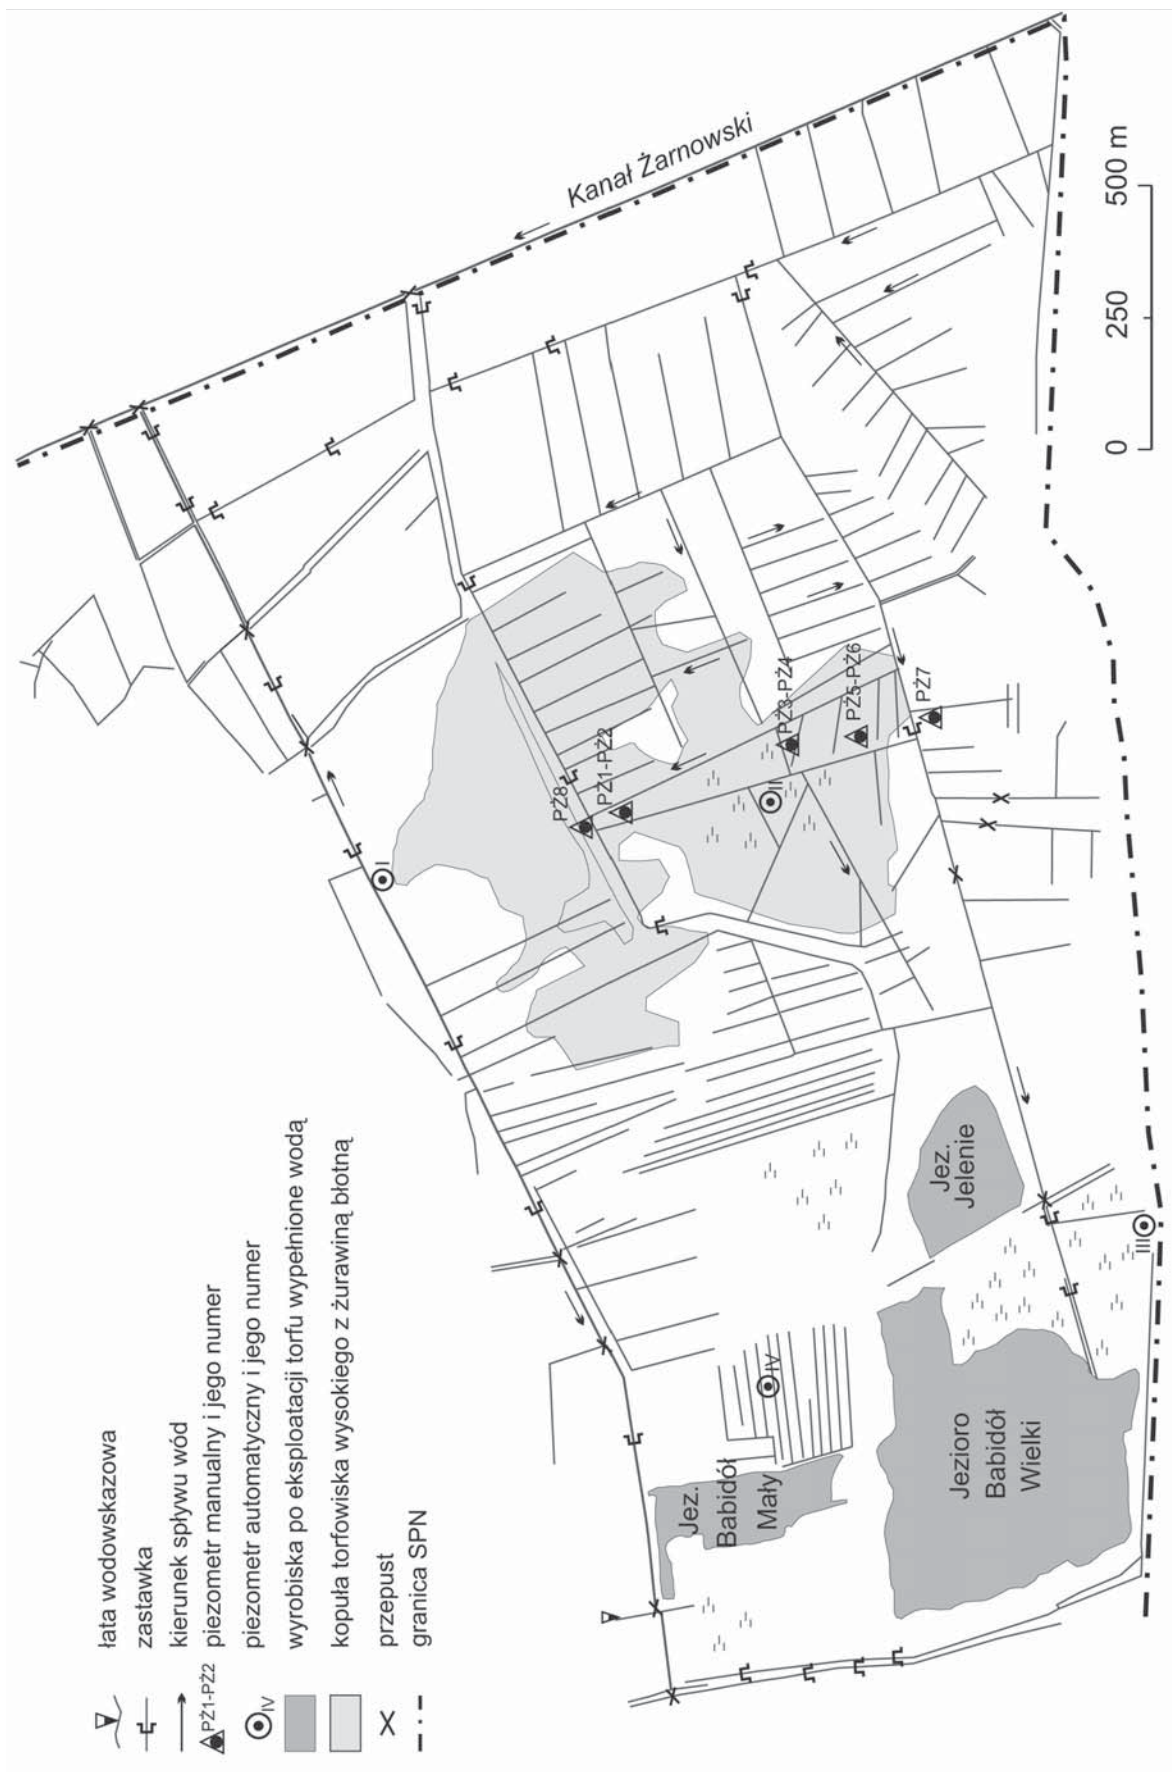 Kanał Żarnowski
0 250 500 m
I
PŻ8
PŻ1-PŻ2
II
PŻ3-PŻ4
PŻ5-PŻ6
PŻ7
Jez.
Jelenie
III
IV
Jez.
Babidół
Mały
Jezioro
Babidół
Wielki
łata wodowskazowa
zastawka
kierunek spływu wód
PŻ1-PŻ2 piezometr manualny i jego numer
IV piezometr automatyczny i jego numer
wyrobiska po eksploatacji torfu wypełnione wodą
kopuła torfowiska wysokiego z żurawiną błotną
przepust
granica SPN